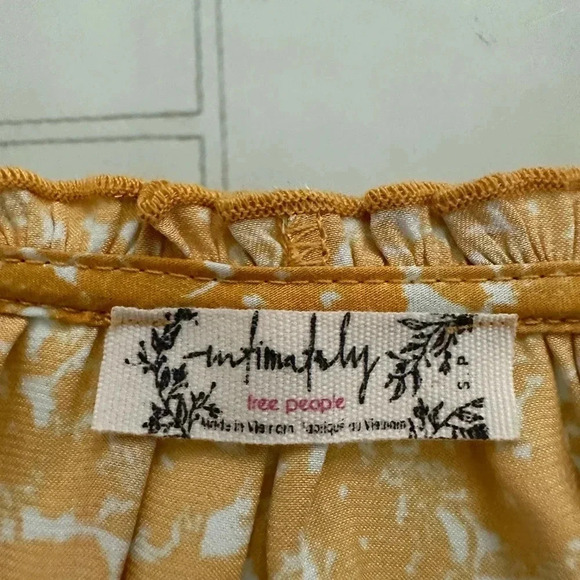 intimately
free people
Made in Vietnam Fabriqué au Vietnam
S P